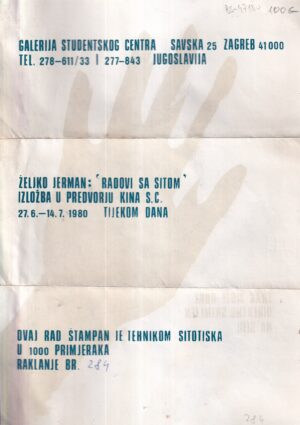 1006
GALERIJA STUDENTSKOG CENTRA SAVSKA 25 ZAGREB 41000
TEL. 278-611/33 I 277-843 JUGOSLAVIJA
ŽELJKO JERMAN: "RADOVI SA SITOM"
IZLOŽBA U PREDVORJU KINA S.C.
27.6.-14.7. 1980 TIJEKOM DANA
OVAJ RAD ŠTAMPAN JE TEHNIKOM SITOTISKA
U 1000 PRIMJERAKA
RAKLANJE BR. 284
284